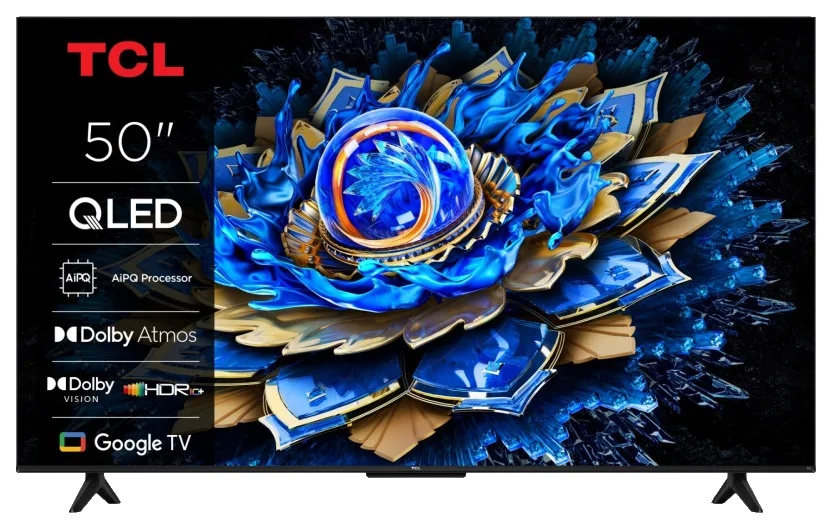 TCL
50"
QLED
AiPQ AiPQ Processor
Dolby Atmos
Dolby VISION HDR10+
Google TV
TCL